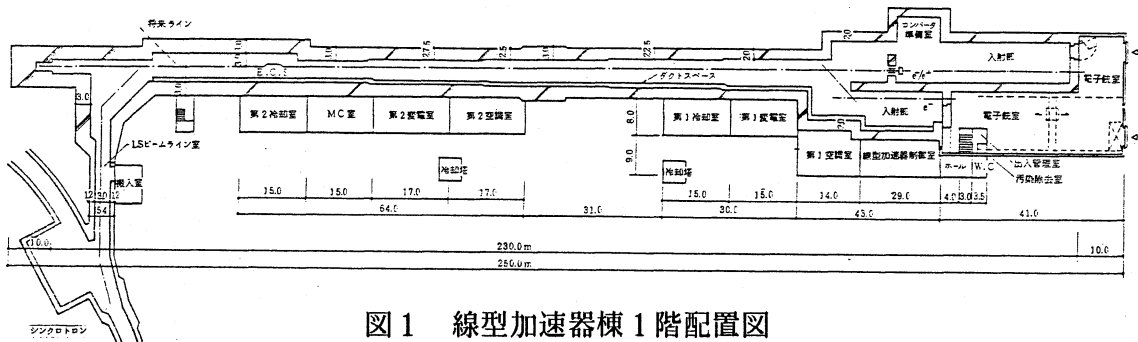 将来ライン
コンバータ
準備室
入射部
電子銃室
ダクトスペース
e⁻/e⁺
入射部
e⁻
電子銃室
3.0
22.5
20
第2冷却室
MC室
第2変電室
第2空調室
第1冷却室
第1変電室
8.0
9.0
第1空調室
線型加速器制御室
ホール
W.C
出入管理室
汚染除去室
LSビームライン室
搬入室
冷却塔
冷却塔
12 3.0 12
5.4
15.0
15.0
17.0
17.0
15.0
15.0
14.0
29.0
4.0
3.0
3.5
64.0
31.0
30.0
43.0
41.0
10.0
230.0m
10.0
250.0m
シンクロトロン
図1 線型加速器棟1階配置図